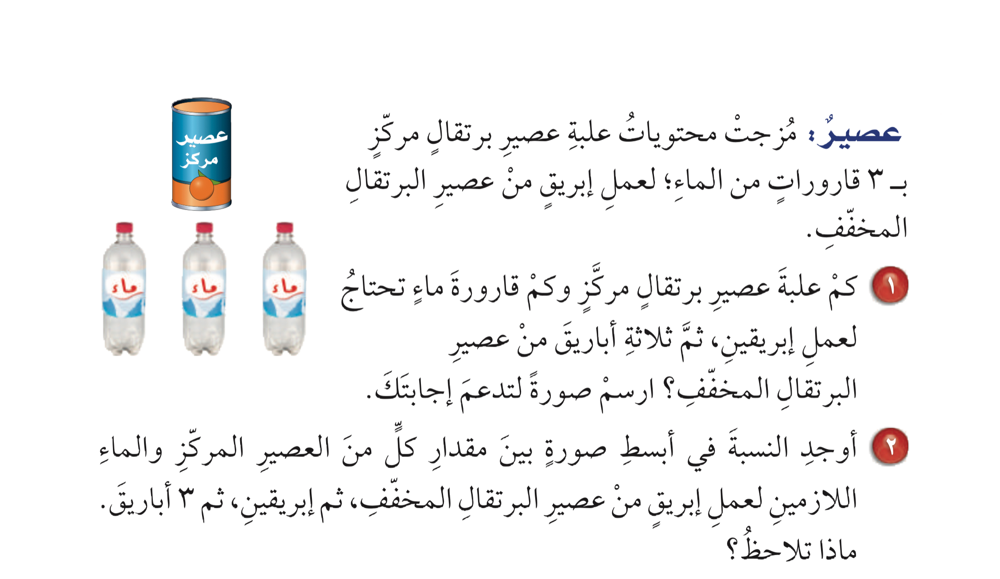 عصير
مركز
ماء
ماء
ماء
عصيرٌ: مُزجتْ محتوياتُ علبةِ عصيرِ برتقالٍ مركّزٍ
بـ ٣ قاروراتٍ من الماءِ؛ لعملِ إبريقٍ منْ عصيرِ البرتقالِ
المخفّفِ.
١ كمْ علبةَ عصيرِ برتقالٍ مركَّزٍ وكمْ قارورةَ ماءٍ تحتاجُ
لعملِ إبريقينِ، ثمَّ ثلاثةِ أباريقَ منْ عصيرِ
البرتقالِ المخفّفِ؟ ارسمْ صورةً لتدعمَ إجابتَكَ.
٢ أوجدِ النسبةَ في أبسطِ صورةٍ بينَ مقدارِ كلٍّ منَ العصيرِ المركّزِ والماءِ
اللازمينِ لعملِ إبريقٍ منْ عصيرِ البرتقالِ المخفّفِ، ثم إبريقينِ، ثم ٣ أباريقَ.
ماذا تلاحظُ؟